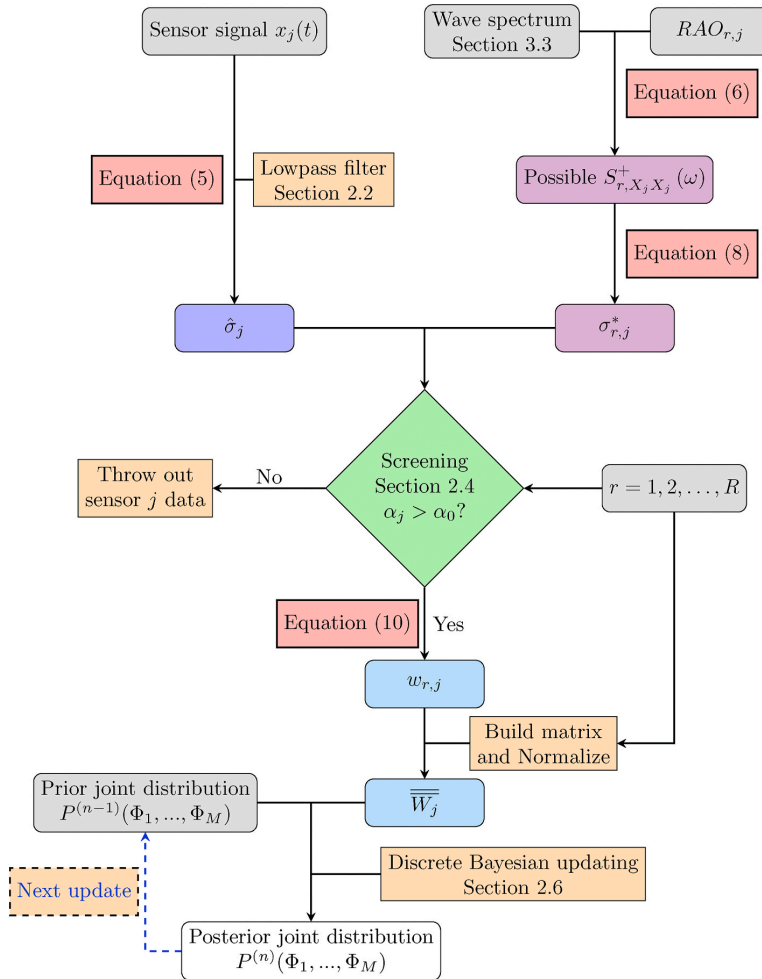 Sensor signal x_j(t)
Wave spectrum
Section 3.3
RAO_{r,j}
Equation (6)
Equation (5)
Lowpass filter
Section 2.2
Possible S^+_{r,X_jX_j}(ω)
Equation (8)
σ̂_j
σ^*_{r,j}
Screening
Section 2.4
α_j > α_0?
No
Throw out
sensor j data
r = 1, 2, . . . , R
Equation (10)
Yes
w_{r,j}
Build matrix
and Normalize
Prior joint distribution
P^{(n−1)}(Φ_1, ..., Φ_M)
\overline{\overline{W_j}}
Next update
Discrete Bayesian updating
Section 2.6
Posterior joint distribution
P^{(n)}(Φ_1, ..., Φ_M)